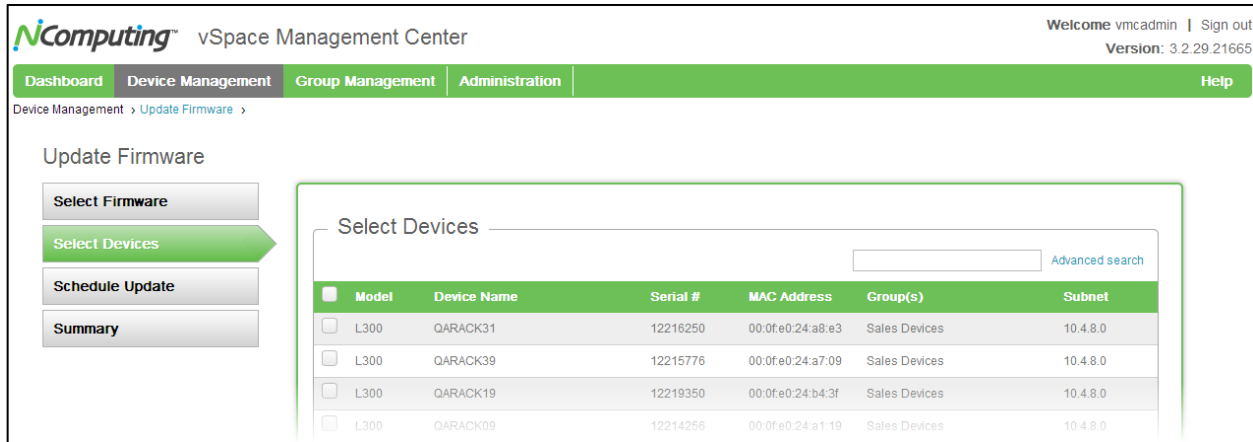 NComputing™ vSpace Management Center
Welcome vmcadmin | Sign out
Version: 3.2.29.21665
Dashboard Device Management Group Management Administration Help
Device Management › Update Firmware ›
Update Firmware
Select Firmware
Select Devices
Schedule Update
Summary
Select Devices
Advanced search
Model Device Name Serial # MAC Address Group(s) Subnet
L300 QARACK31 12216250 00:0f:e0:24:a8:e3 Sales Devices 10.4.8.0
L300 QARACK39 12215776 00:0f:e0:24:a7:09 Sales Devices 10.4.8.0
L300 QARACK19 12219350 00:0f:e0:24:b4:3f Sales Devices 10.4.8.0
L300 QARACK09 12214256 00:0f:e0:24:a1:19 Sales Devices 10.4.8.0